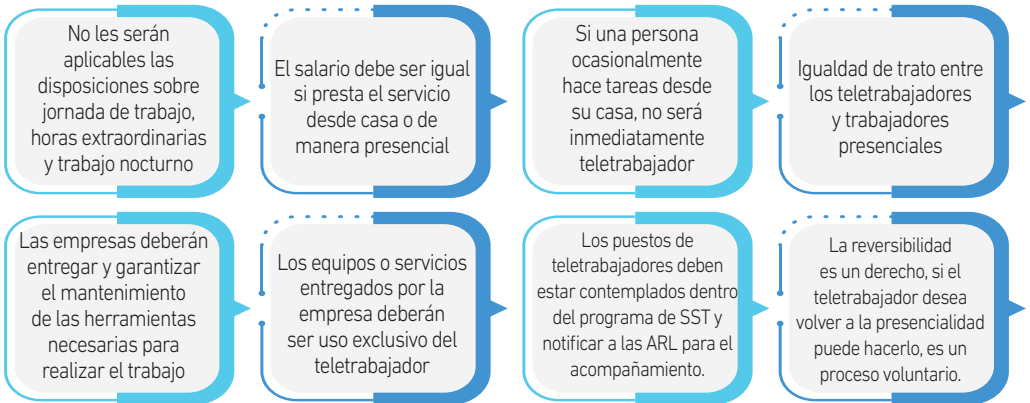 No les serán
aplicables las
disposiciones sobre
jornada de trabajo,
horas extraordinarias
y trabajo nocturno
El salario debe ser igual
si presta el servicio
desde casa o de
manera presencial
Si una persona
ocasionalmente
hace tareas desde
su casa, no será
inmediatamente
teletrabajador
Igualdad de trato entre
los teletrabajadores
y trabajadores
presenciales
Las empresas deberán
entregar y garantizar
el mantenimiento
de las herramientas
necesarias para
realizar el trabajo
Los equipos o servicios
entregados por la
empresa deberán
ser uso exclusivo del
teletrabajador
Los puestos de
teletrabajadores deben
estar contemplados dentro
del programa de SST y
notificar a las ARL para el
acompañamiento.
La reversibilidad
es un derecho, si el
teletrabajador desea
volver a la presencialidad
puede hacerlo, es un
proceso voluntario.